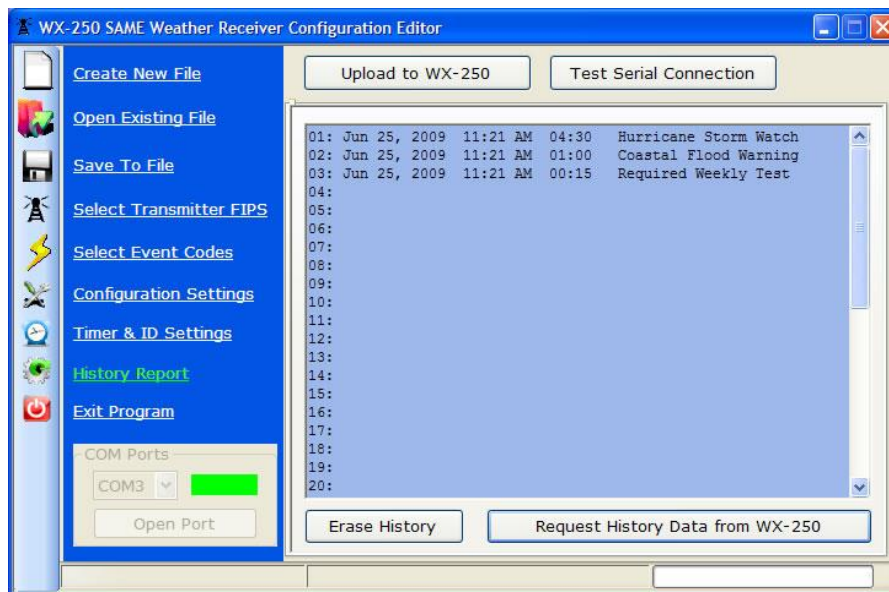 WX-250 SAME Weather Receiver Configuration Editor
Create New File
Open Existing File
Save To File
Select Transmitter FIPS
Select Event Codes
Configuration Settings
Timer & ID Settings
History Report
Exit Program
COM Ports
COM3
Open Port
Upload to WX-250
Test Serial Connection
01: Jun 25, 2009 11:21 AM 04:30 Hurricane Storm Watch
02: Jun 25, 2009 11:21 AM 01:00 Coastal Flood Warning
03: Jun 25, 2009 11:21 AM 00:15 Required Weekly Test
04:
05:
06:
07:
08:
09:
10:
11:
12:
13:
14:
15:
16:
17:
18:
19:
20:
Erase History
Request History Data from WX-250